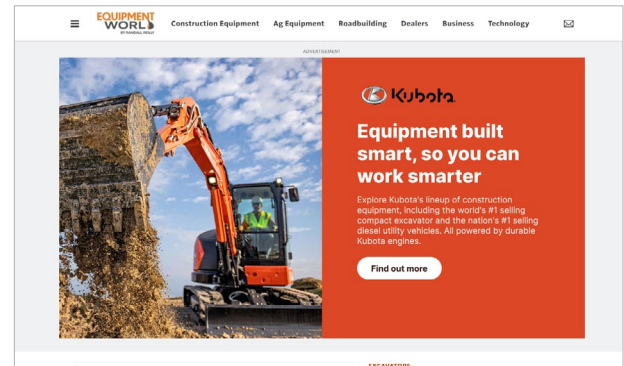 EQUIPMENT
WORLD
BY RANDALL REILLY
Construction Equipment Ag Equipment Roadbuilding Dealers Business Technology
ADVERTISEMENT
Kubota
Equipment built
smart, so you can
work smarter
Explore Kubota's lineup of construction
equipment, including the world's #1 selling
compact excavator and the nation's #1 selling
diesel utility vehicles. All powered by durable
Kubota engines.
Find out more
EXCAVATORS